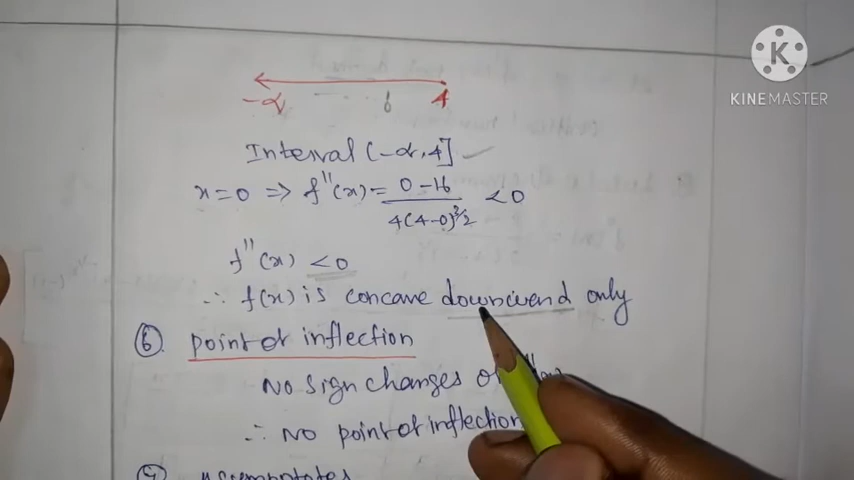 KINEMASTER
-α 0 4
Interval (-α, 4]
x=0 ⇒ f''(x) = 0-16 / 4(4-0)^3/2 <0
f''(x) <0
∴ f(x) is concave downward only
⑥ point of inflection
No sign changes of
∴ No point of inflection
⑦